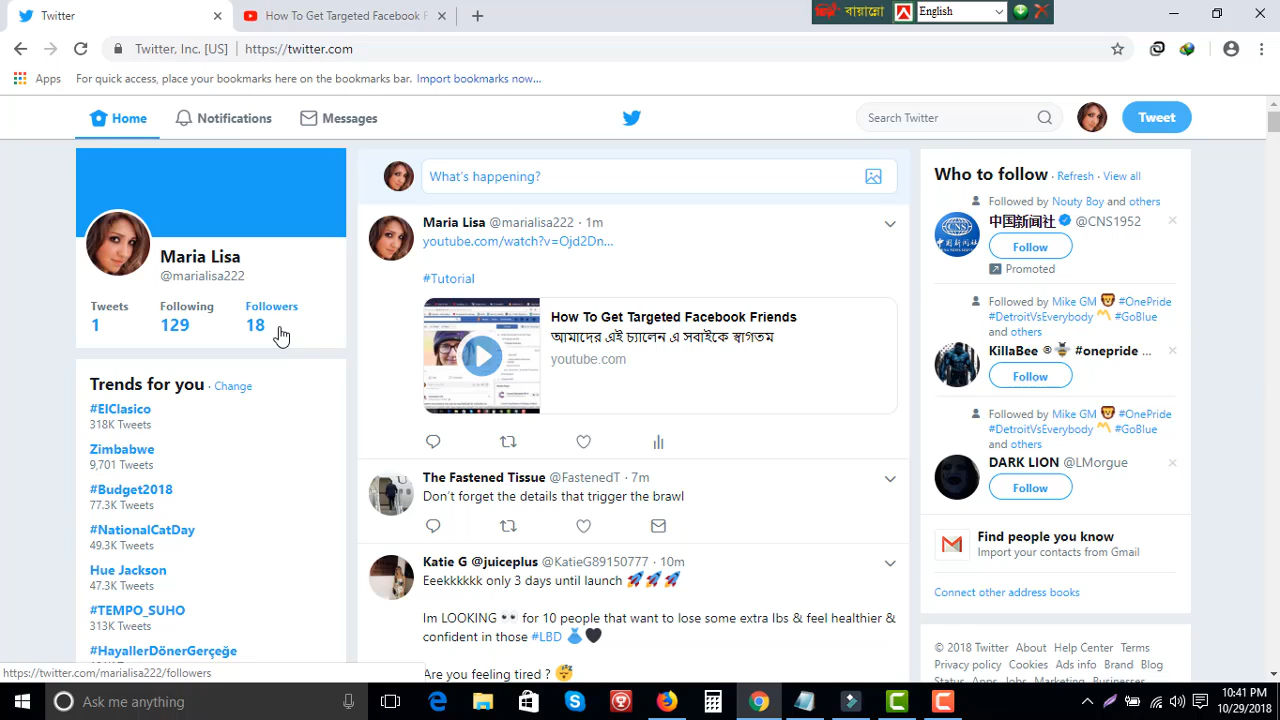 Twitter
How To Get Targeted Facebook F
বায়ান্নো
English
Twitter, Inc. [US]
https://twitter.com
Apps
For quick access, place your bookmarks here on the bookmarks bar. Import bookmarks now...
Home
Notifications
Messages
Search Twitter
Tweet
Maria Lisa
@marialisa222
Tweets Following Followers
1 129 18
Trends for you · Change
#ElClasico
318K Tweets
Zimbabwe
9,701 Tweets
#Budget2018
77.3K Tweets
#NationalCatDay
49.3K Tweets
Hue Jackson
47.3K Tweets
#TEMPO_SUHO
313K Tweets
#HayallerDönerGerçeğe
What's happening?
Maria Lisa @marialisa222 · 1m
youtube.com/watch?v=Ojd2Dn...
#Tutorial
How To Get Targeted Facebook Friends
আমাদের এই চ্যালেন এ সবাইকে স্বাগতম
youtube.com
The Fastened Tissue @FastenedT · 7m
Don't forget the details that trigger the brawl
Katie G @juiceplus @KatieG89150777 · 10m
Eeekkkkkk only 3 days until launch 🚀🚀🚀
Im LOOKING 👀 for 10 people that want to lose some extra lbs & feel healthier &
confident in those #LBD 👗🖤
Are you feeling tired ? 😴
Who to follow · Refresh · View all
Followed by Nouty Boy and others
中国新闻社 @CNS1952
Follow
Promoted
Followed by Mike GM 🦁 #OnePride
#DetroitVsEverybody 〽️ #GoBlue
and others
KillaBee ® 🐝 #onepride ...
Follow
Followed by Mike GM 🦁 #OnePride
#DetroitVsEverybody 〽️ #GoBlue
and others
DARK LION @LMorgue
Follow
Find people you know
Import your contacts from Gmail
Connect other address books
© 2018 Twitter About Help Center Terms
Privacy policy Cookies Ads info Brand Blog
Status Apps Jobs Marketing Businesses
https://twitter.com/marialisa222/followers
Ask me anything
10:41 PM
10/29/2018